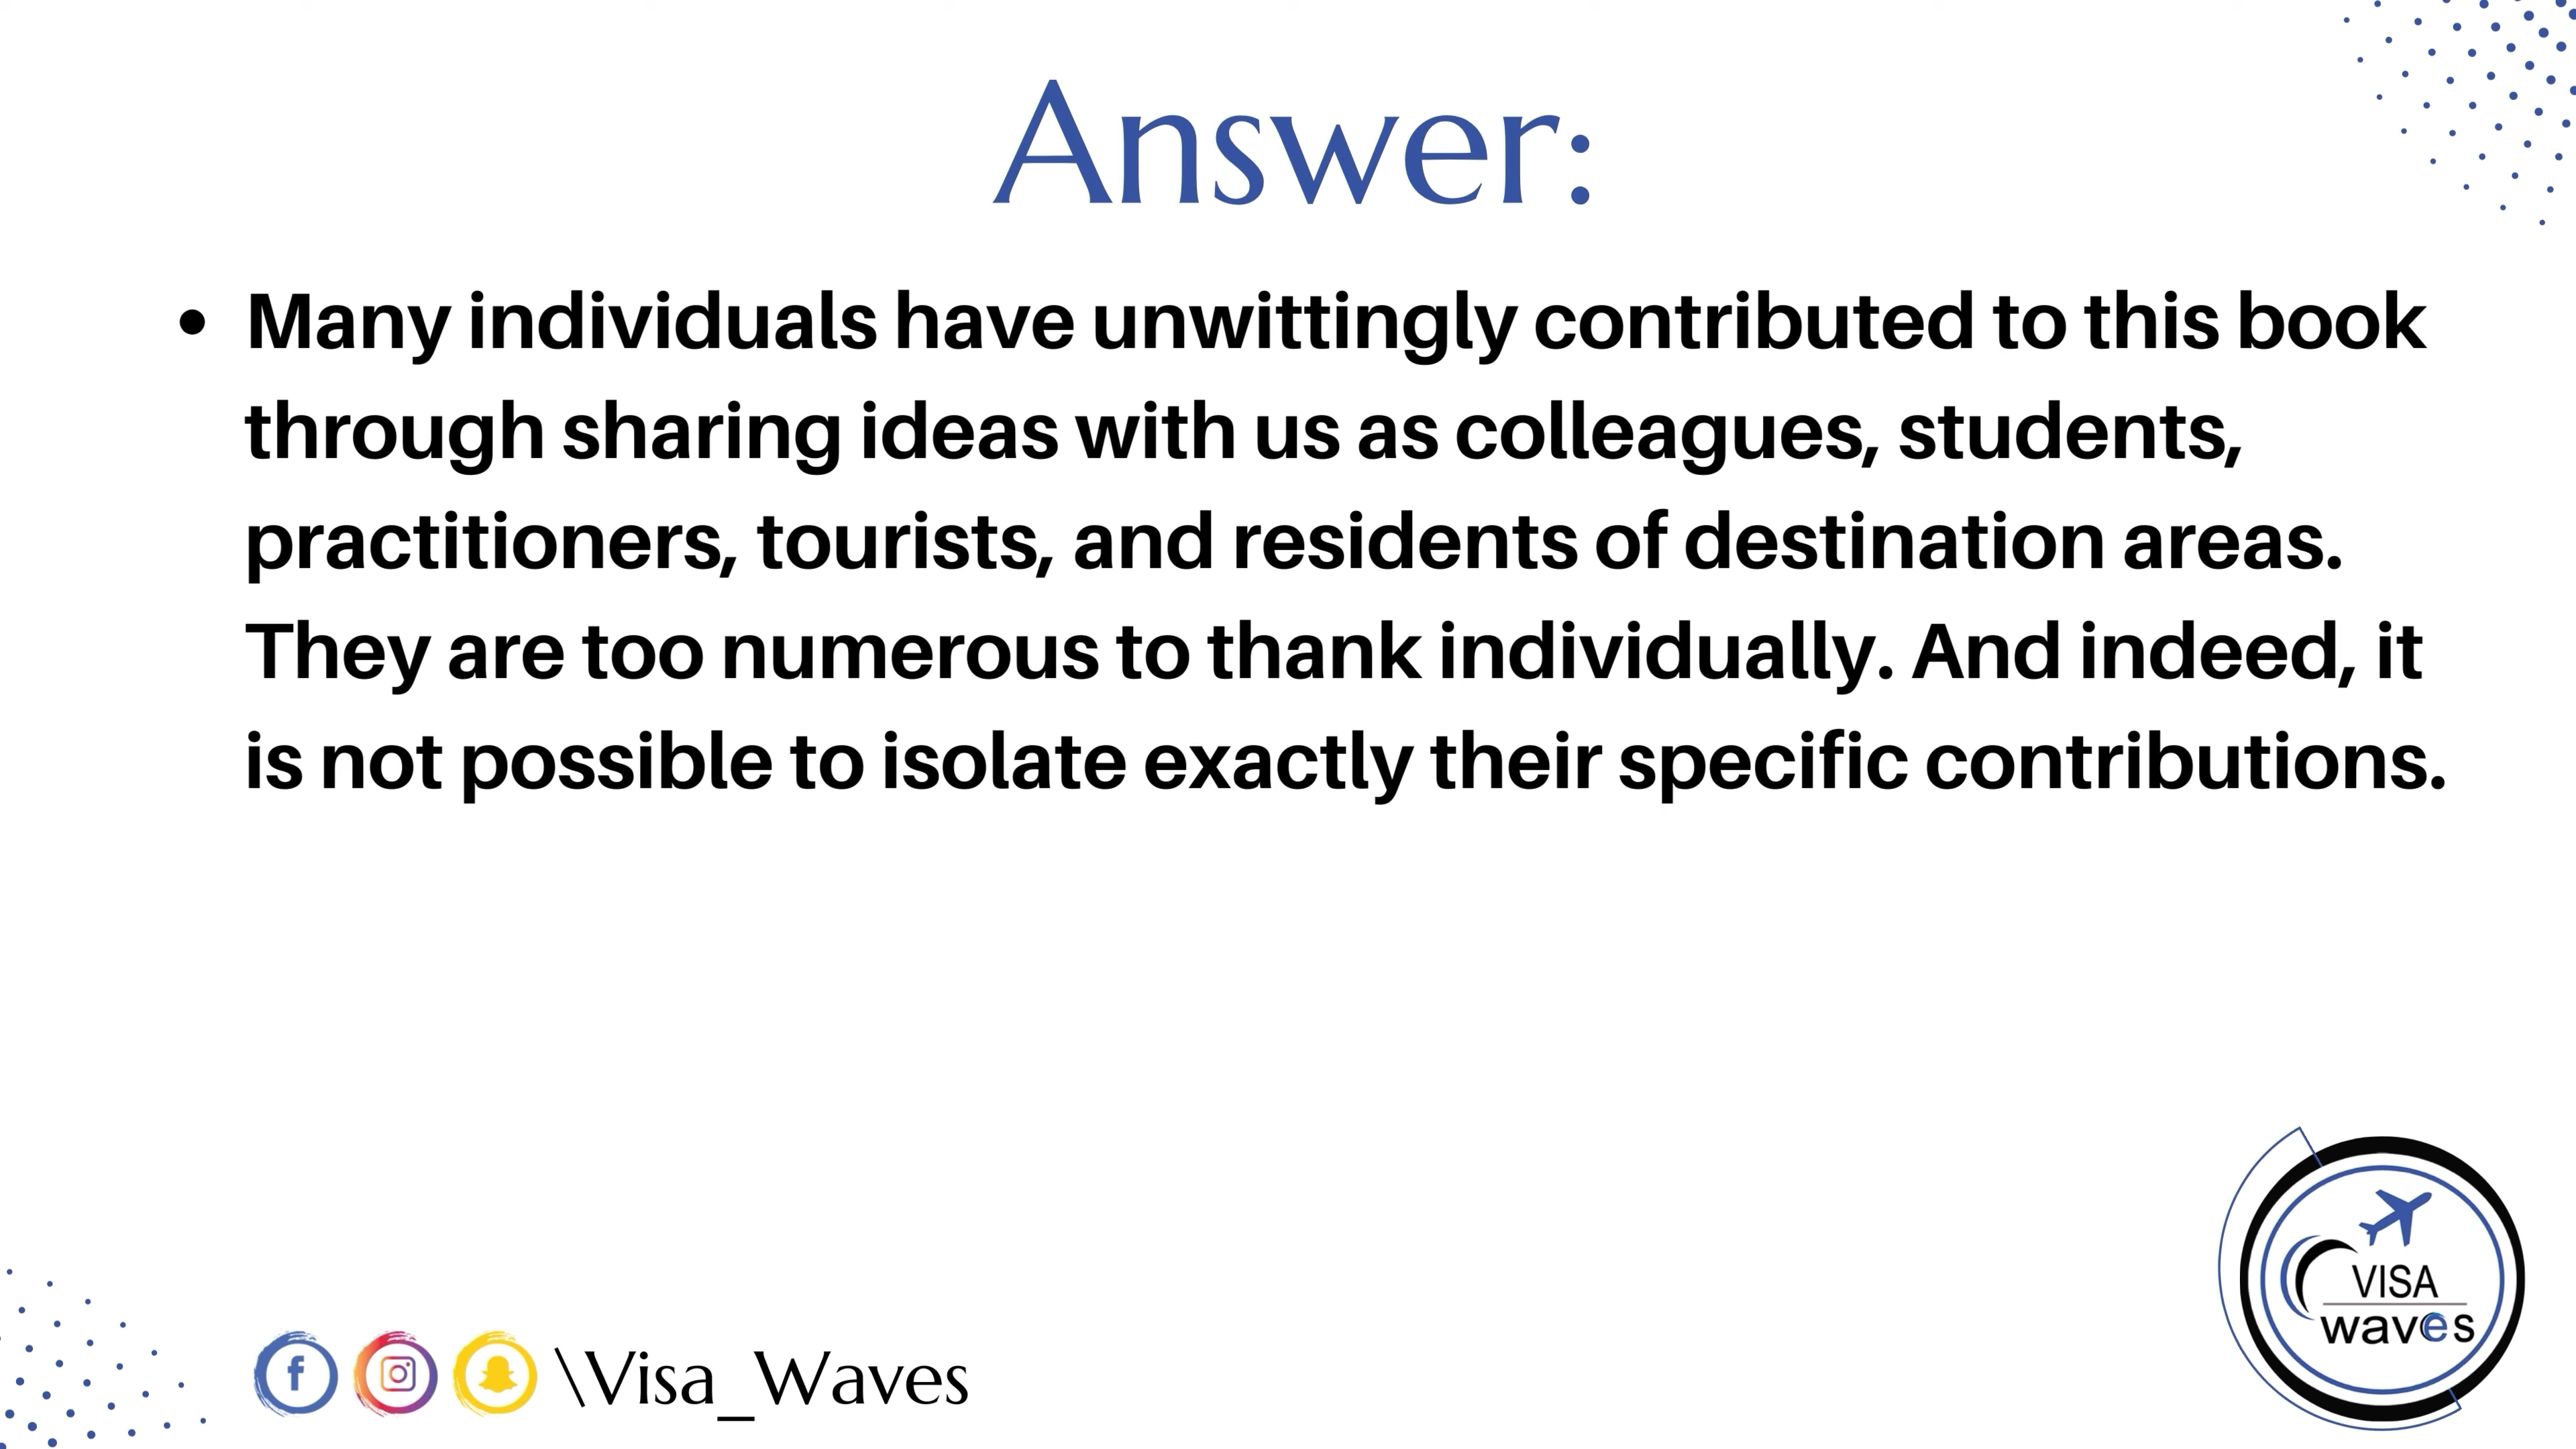 Answer:
• Many individuals have unwittingly contributed to this book
through sharing ideas with us as colleagues, students,
practitioners, tourists, and residents of destination areas.
They are too numerous to thank individually. And indeed, it
is not possible to isolate exactly their specific contributions.
VISA
waves
\Visa_Waves